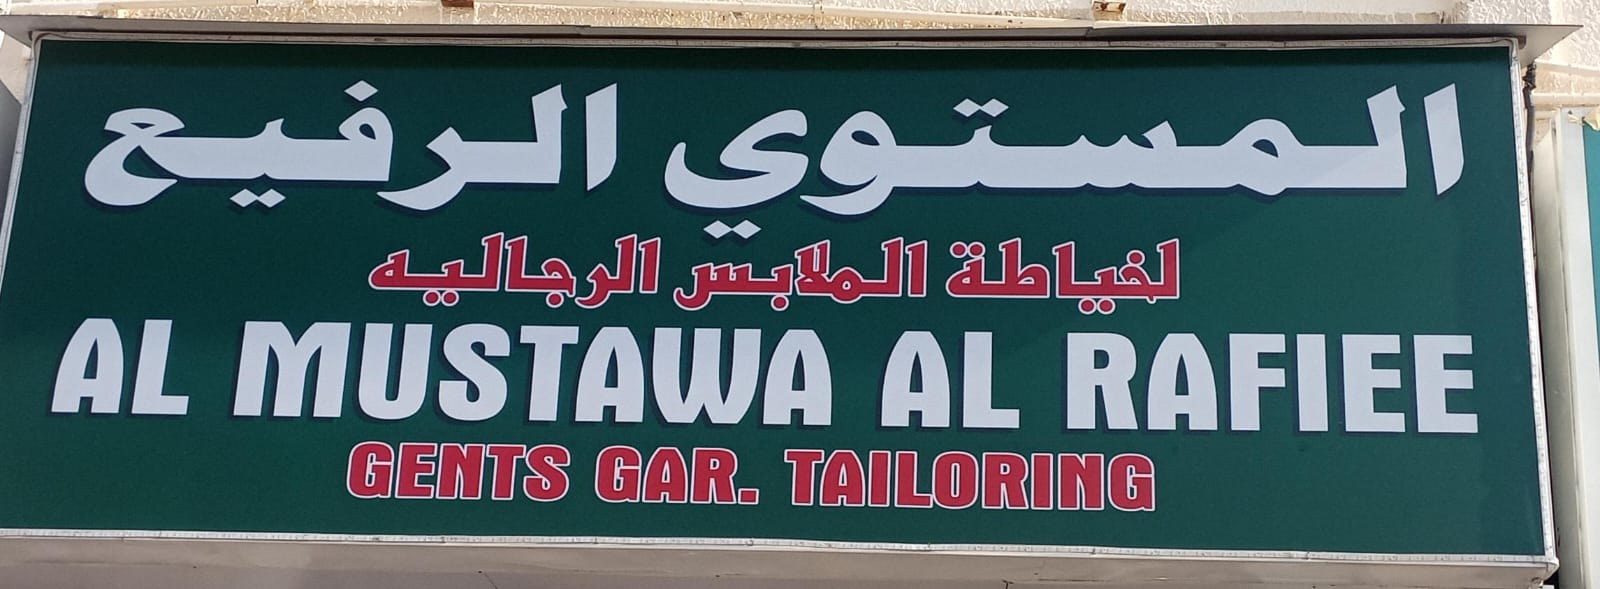 المستوي الرفيع
لخياطة الملابس الرجاليه
AL MUSTAWA AL RAFIEE
GENTS GAR. TAILORING